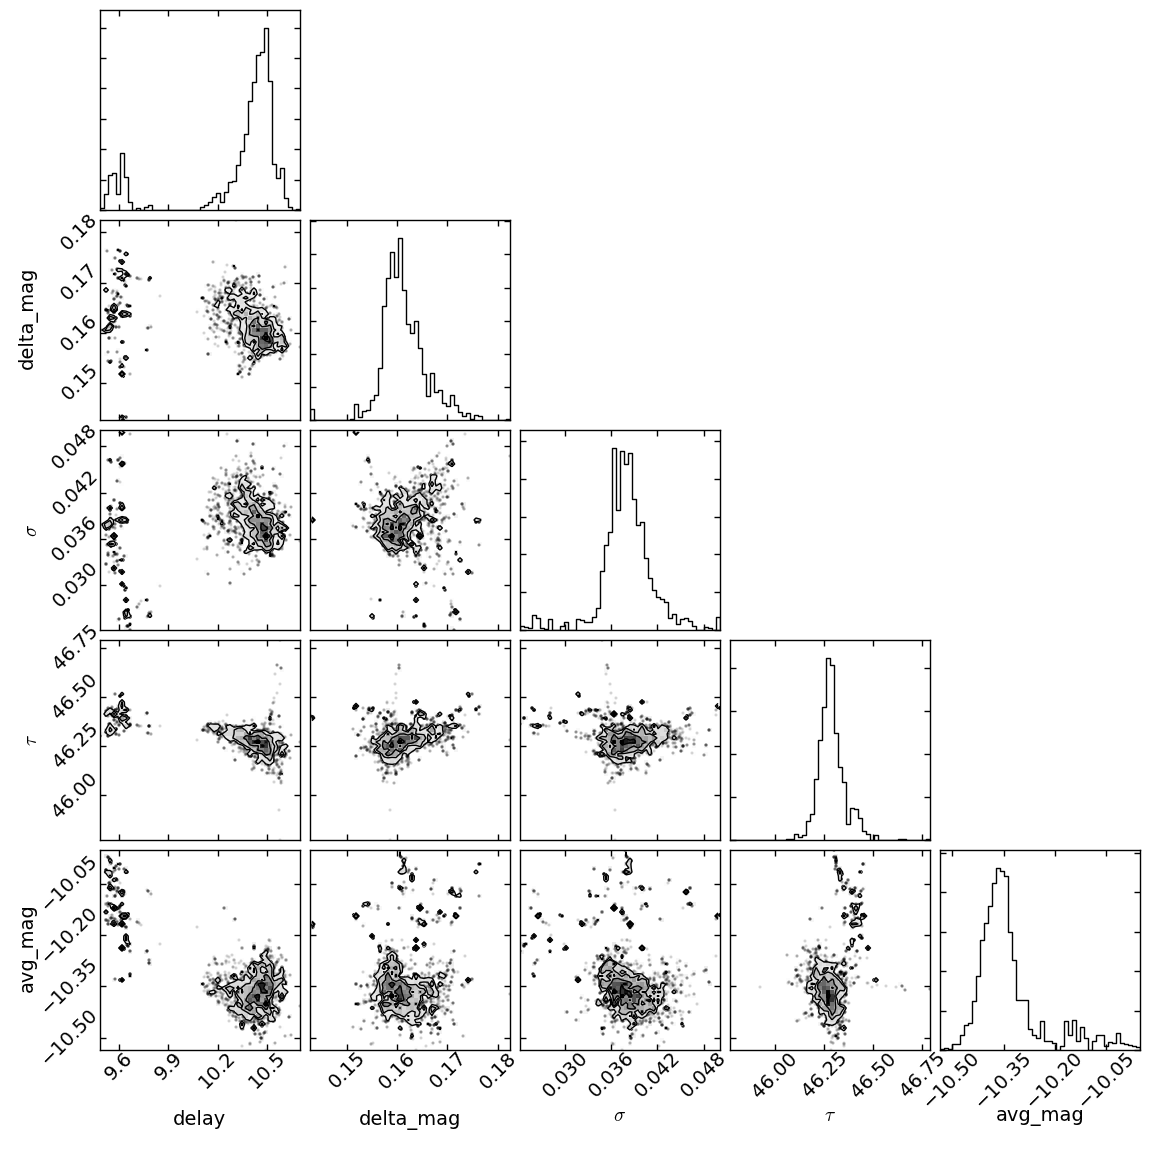 0.18
0.17
0.16
0.15
delta_mag
0.048
0.042
0.036
0.030
σ
46.75
46.50
46.25
46.00
τ
−10.05
−10.20
−10.35
−10.50
avg_mag
9.6 9.9 10.2 10.5
delay
0.15 0.16 0.17 0.18
delta_mag
0.030 0.036 0.042 0.048
σ
46.00 46.25 46.50 46.75
τ
−10.50 −10.35 −10.20 −10.05
avg_mag